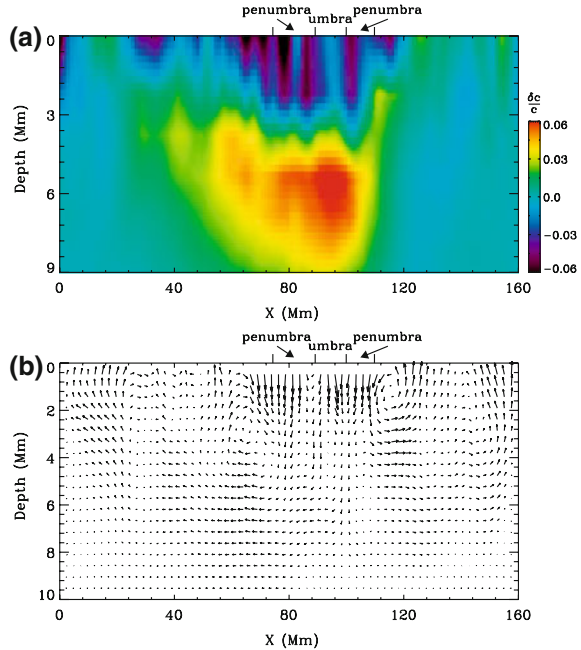 penumbra umbra penumbra
(a)
0
3
6
9
Depth (Mm)
0 40 80 120 160
X (Mm)
δc
c
0.06
0.03
0.0
-0.03
-0.06
penumbra umbra penumbra
(b)
0
2
4
6
8
10
Depth (Mm)
0 40 80 120 160
X (Mm)